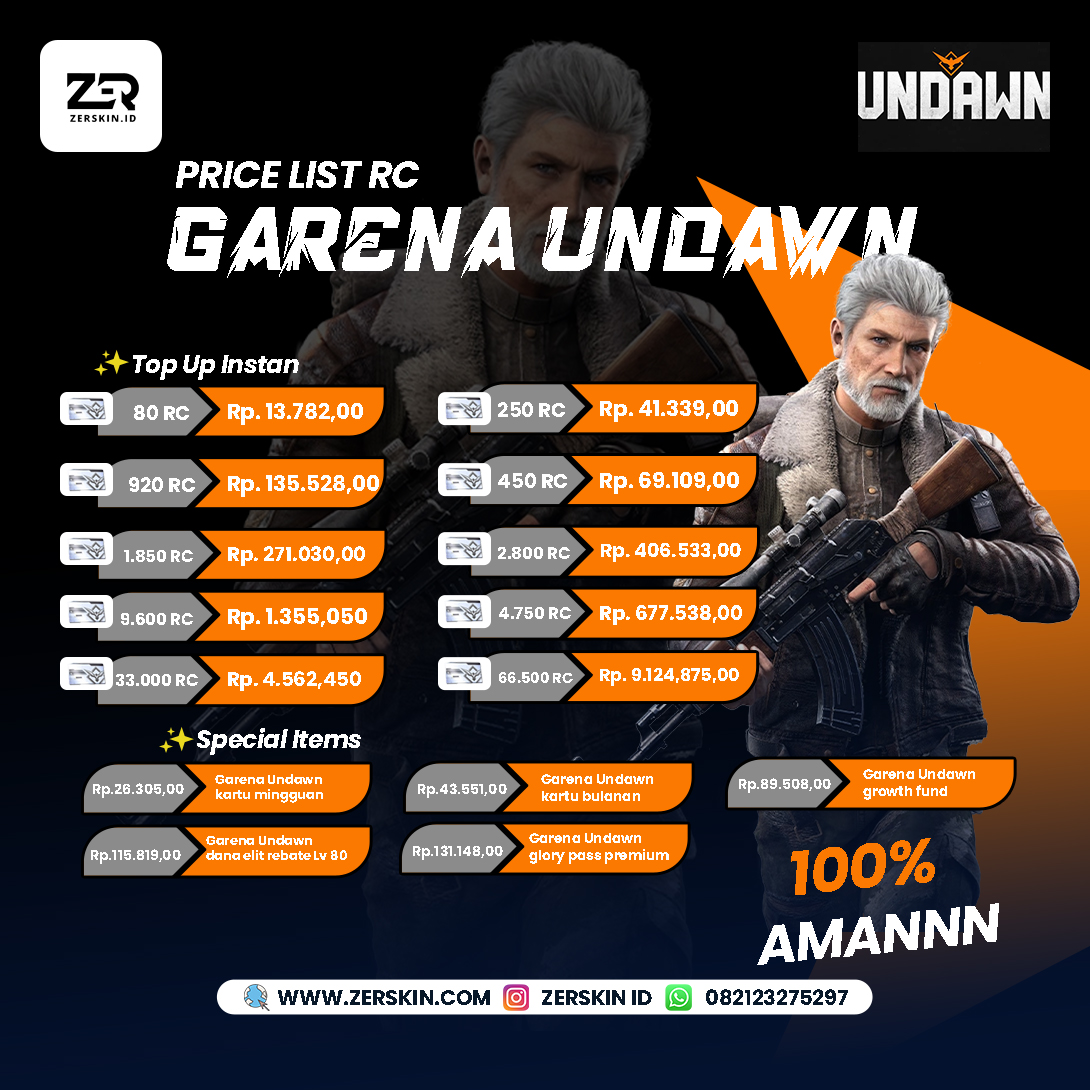 ZER
ZERSKIN.ID
UNDAWN
PRICE LIST RC
GARENA UNDAWN
✨Top Up Instan
80 RC Rp. 13.782,00
250 RC Rp. 41.339,00
920 RC Rp. 135.528,00
450 RC Rp. 69.109,00
1.850 RC Rp. 271.030,00
2.800 RC Rp. 406.533,00
9.600 RC Rp. 1.355,050
4.750 RC Rp. 677.538,00
33.000 RC Rp. 4.562,450
66.500 RC Rp. 9.124,875,00
✨Special Items
Rp.26.305,00 Garena Undawn
kartu mingguan
Rp.43.551,00 Garena Undawn
kartu bulanan
Rp.89.508,00 Garena Undawn
growth fund
Rp.115.819,00 Garena Undawn
dana elit rebate Lv 80
Rp.131.148,00 Garena Undawn
glory pass premium
100%
AMANNN
WWW.ZERSKIN.COM ZERSKIN ID 082123275297